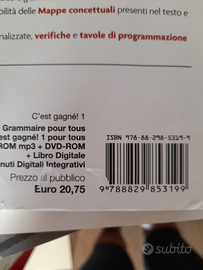 bilità delle Mappe concettuali presenti nel testo e
nalizzate, verifiche e tavole di programmazione
C'est gagné! 1
Grammaire pour tous
est gagné! 1 pour tous
ROM mp3 + DVD-ROM
+ Libro Digitale
nuti Digitali Integrativi
Prezzo al pubblico
Euro 20,75
ISBN 978-88-298-5319-9
9 788829 853199
subito